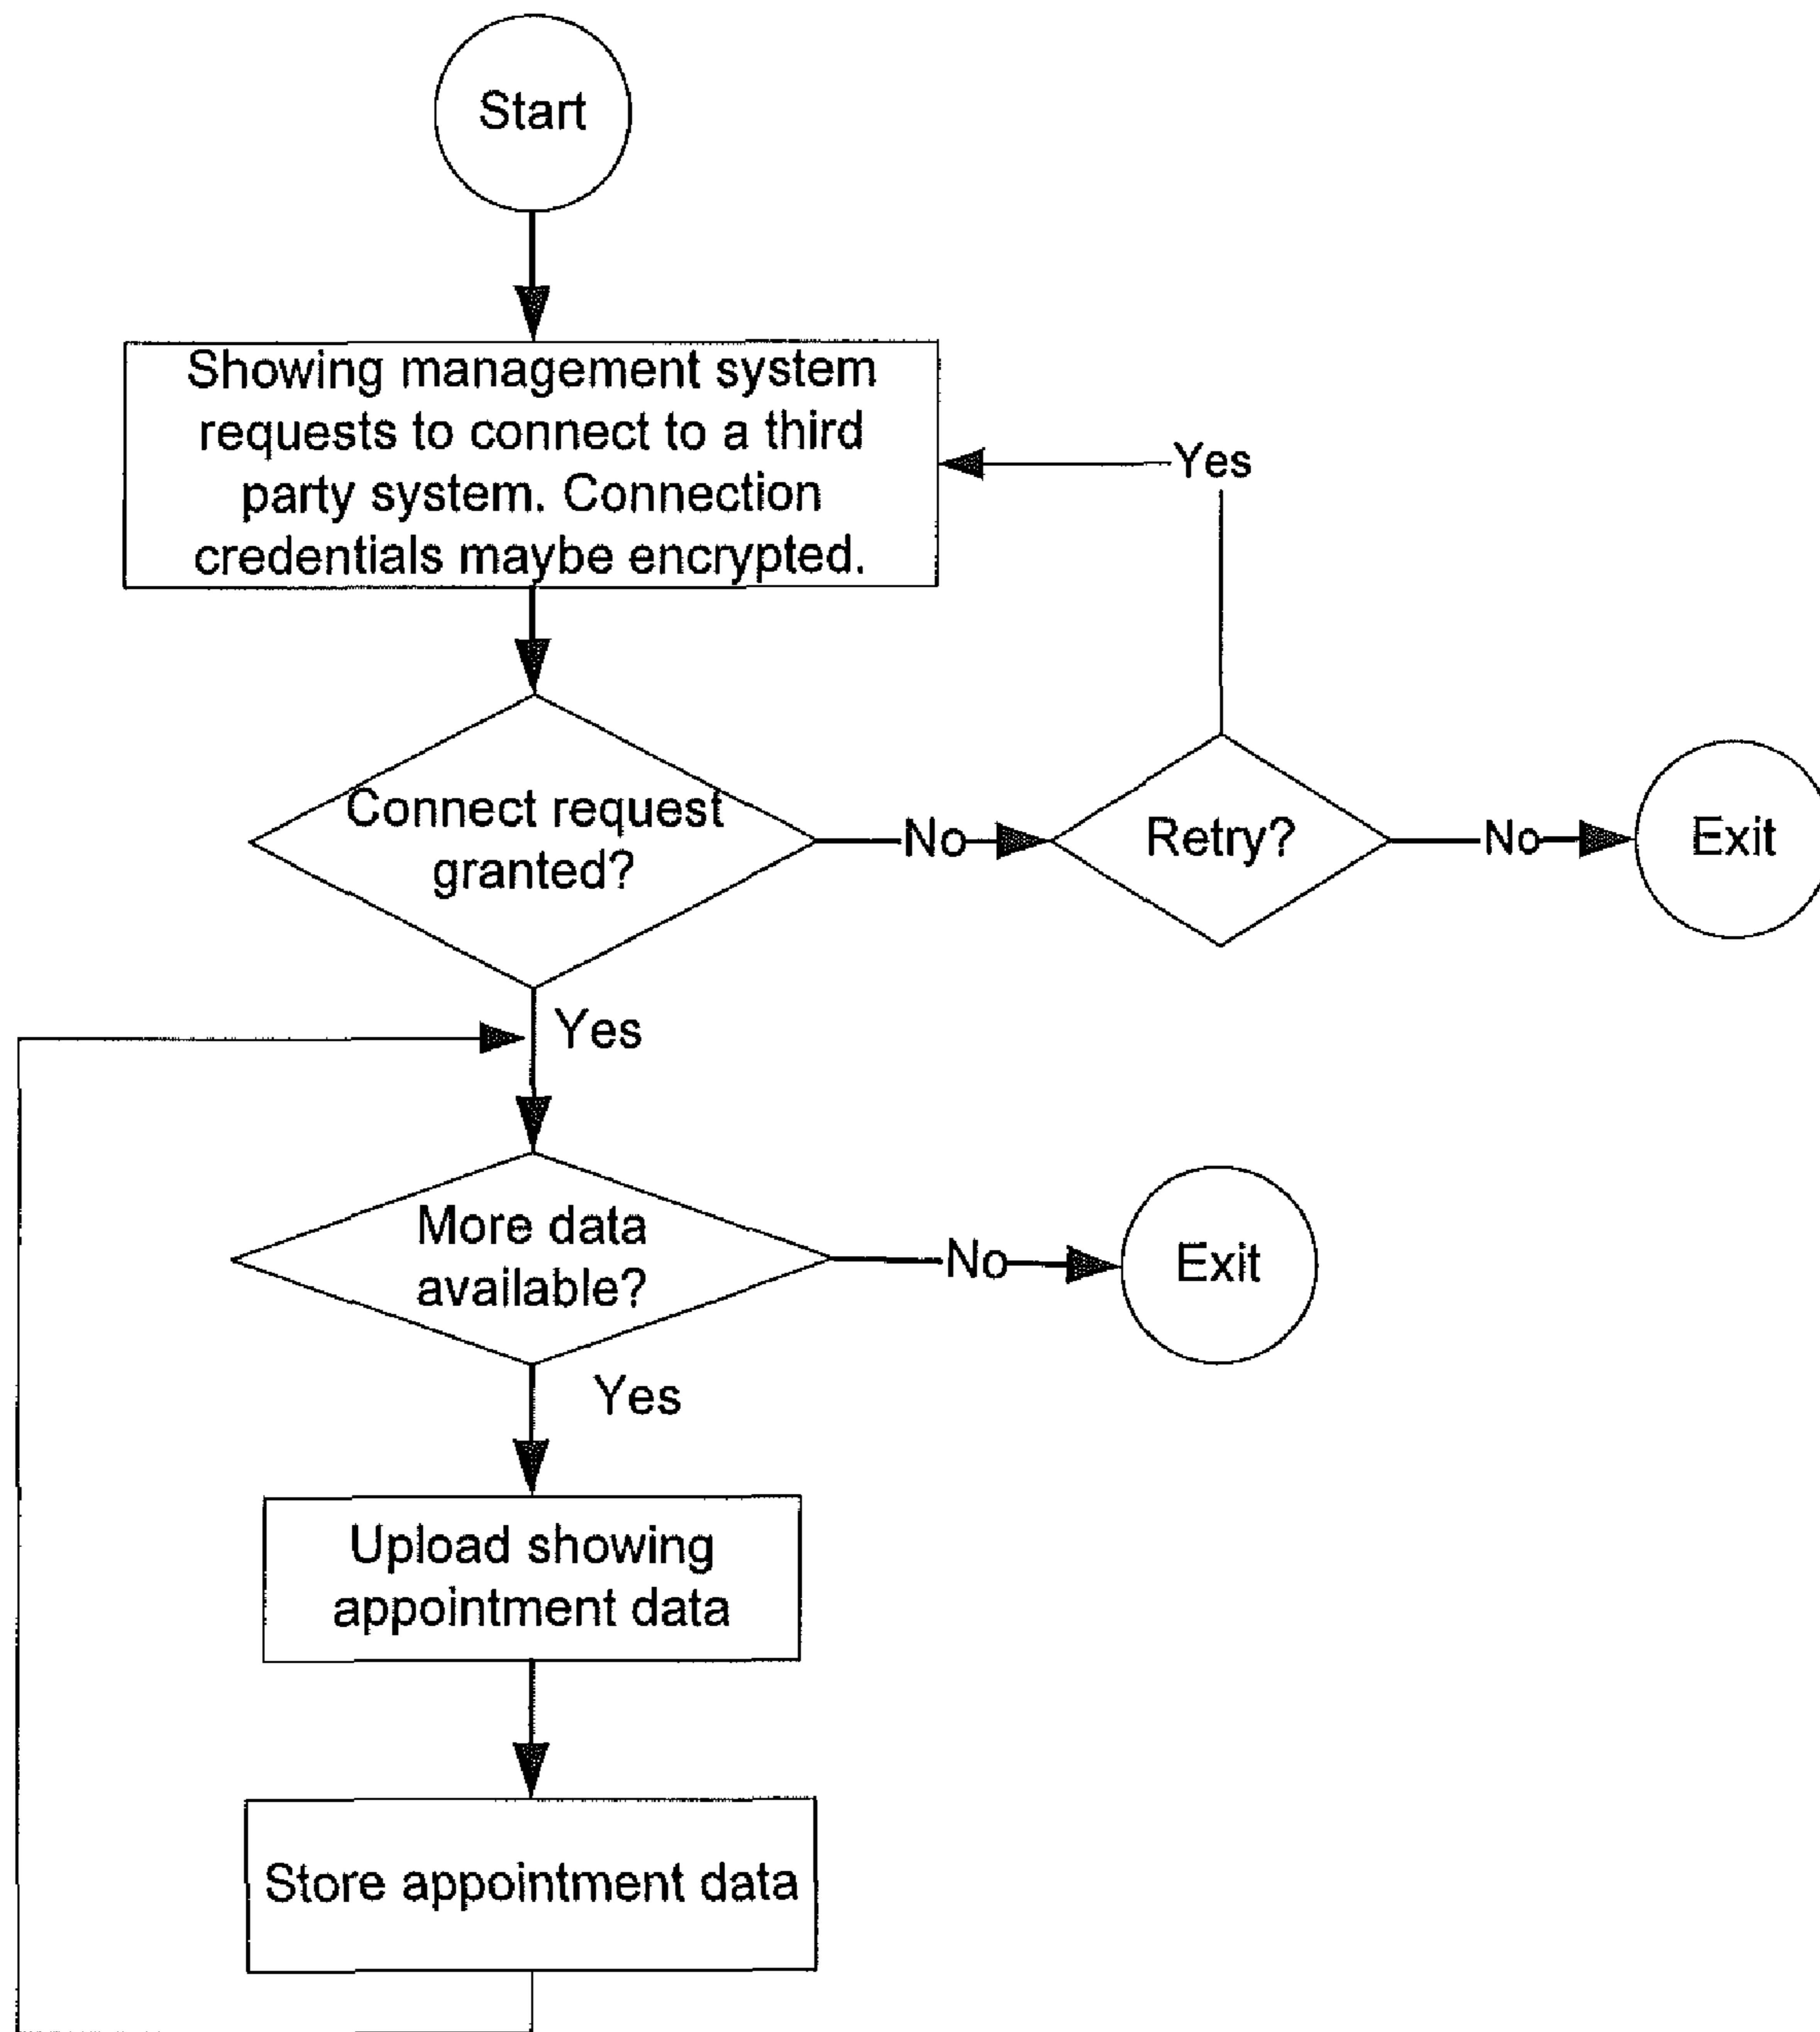 Start
Showing management system
requests to connect to a third
party system. Connection
credentials maybe encrypted.
Yes
Connect request
granted?
No
Retry?
No
Exit
Yes
More data
available?
No
Exit
Yes
Upload showing
appointment data
Store appointment data